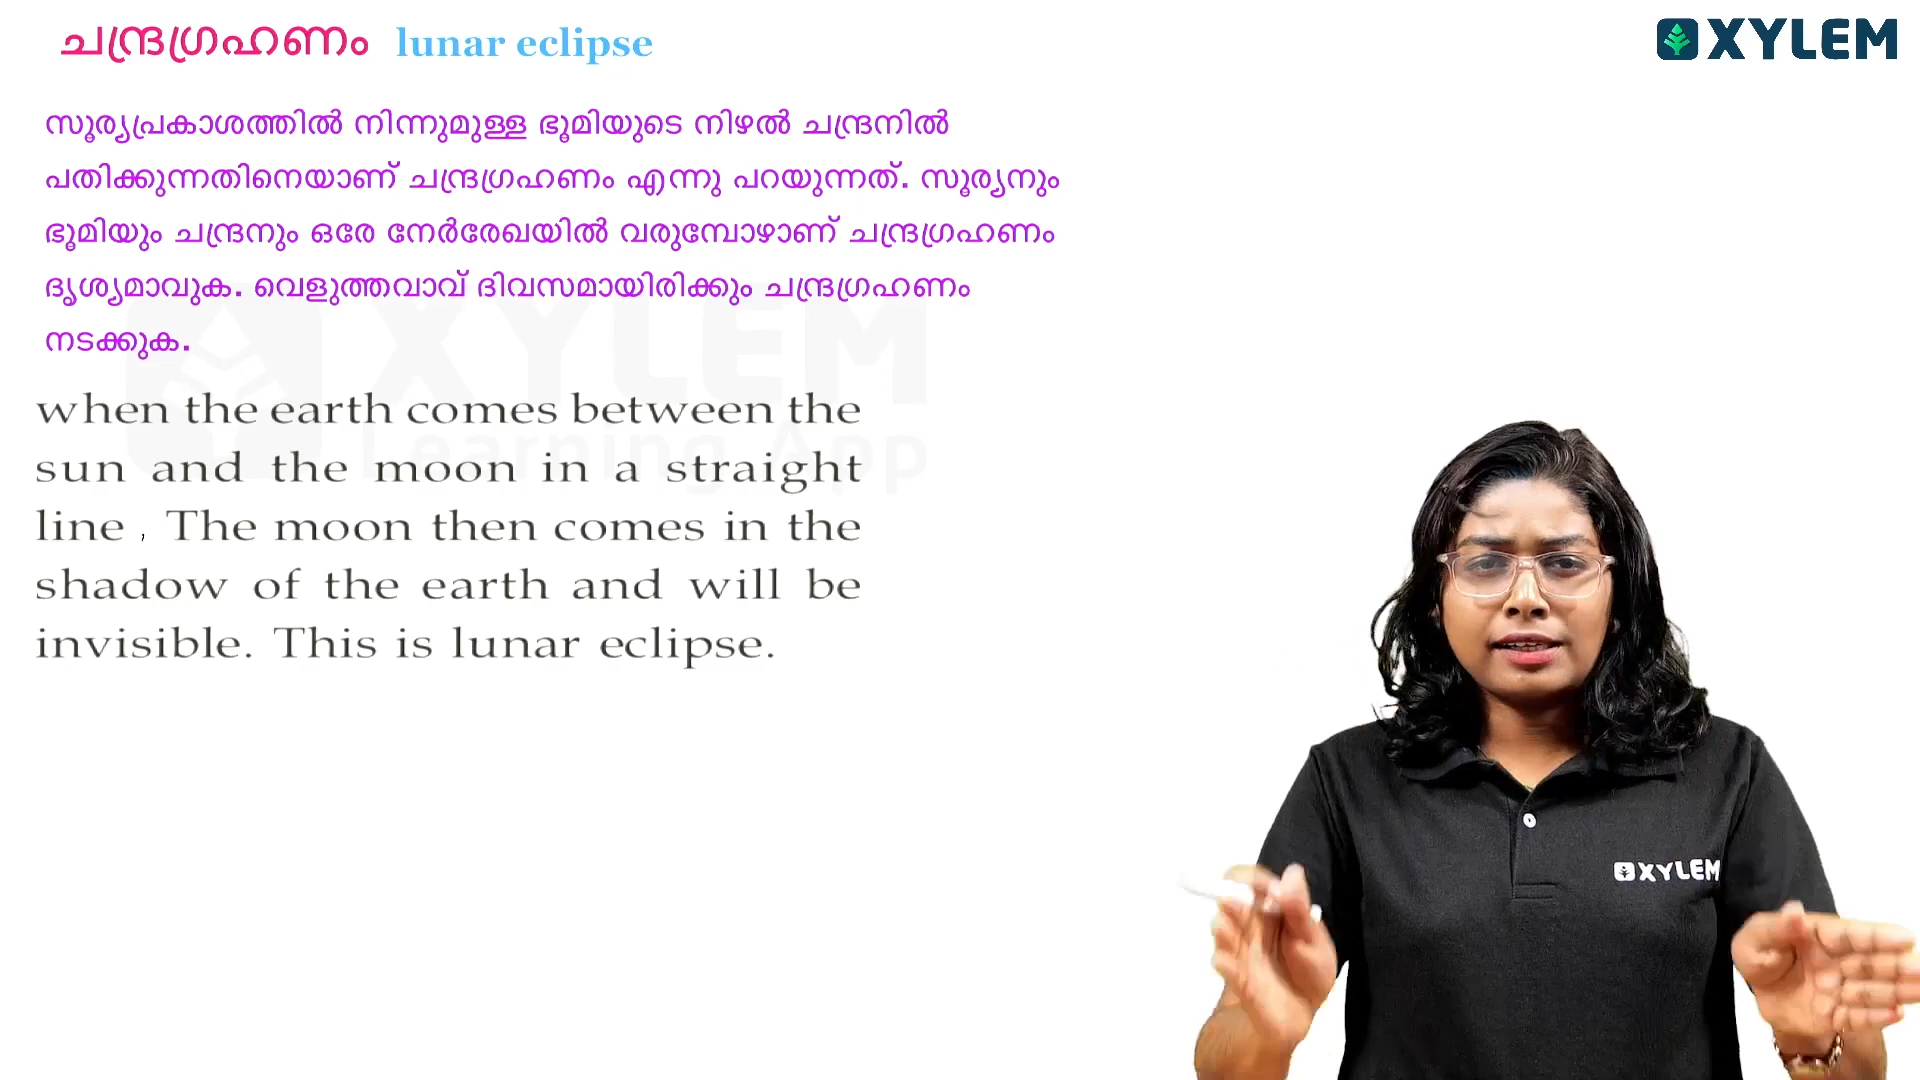 ചന്ദ്രഗ്രഹണം lunar eclipse
XYLEM
സൂര്യപ്രകാശത്തിൽ നിന്നുമുള്ള ഭൂമിയുടെ നിഴൽ ചന്ദ്രനിൽ
പതിക്കുന്നതിനെയാണ് ചന്ദ്രഗ്രഹണം എന്നു പറയുന്നത്. സൂര്യനും
ഭൂമിയും ചന്ദ്രനും ഒരേ നേർരേഖയിൽ വരുമ്പോഴാണ് ചന്ദ്രഗ്രഹണം
ദൃശ്യമാവുക. വെളുത്തവാവ് ദിവസമായിരിക്കും ചന്ദ്രഗ്രഹണം
നടക്കുക.
XYLEM
Learning App
when the earth comes between the
sun and the moon in a straight
line , The moon then comes in the
shadow of the earth and will be
invisible. This is lunar eclipse.
XYLEM